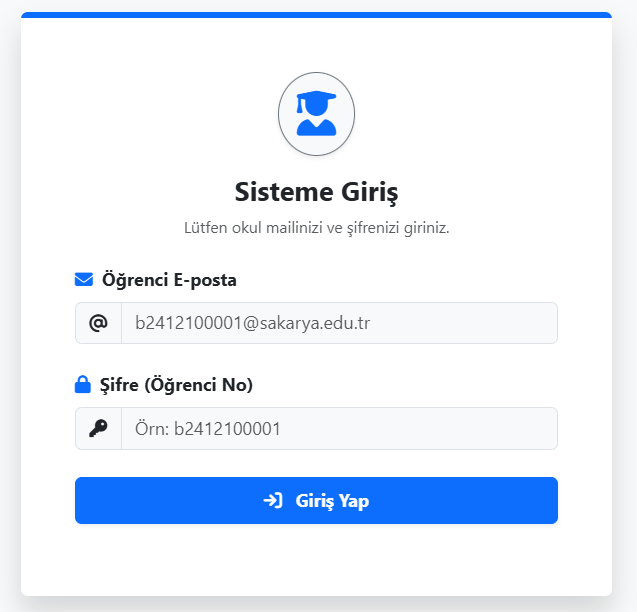 Sisteme Giriş
Lütfen okul mailinizi ve şifrenizi giriniz.
Öğrenci E-posta
@ b2412100001@sakarya.edu.tr
Şifre (Öğrenci No)
Örn: b2412100001
Giriş Yap